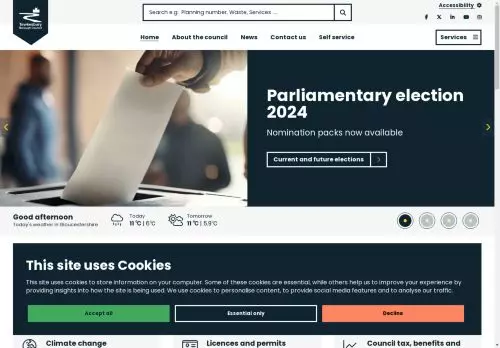 Accessibility
Tewkesbury
Borough Council
Search e.g. Planning number, Waste, Services ...
Home
About the council
News
Contact us
Self service
Services
Parliamentary election
2024
Nomination packs now available
Current and future elections
Good afternoon
Today's weather in Gloucestershire
Today
11°C | 6°C
Tomorrow
11°C | 5.9°C
This site uses Cookies
This site uses cookies to store information on your computer. Some of these cookies are essential, while others help us to improve your experience by
providing insights into how the site is being used. We use cookies to personalise content, to provide social media features and to analyse our traffic.
Accept all
Essential only
Decline
Climate change
Licences and permits
Council tax, benefits and